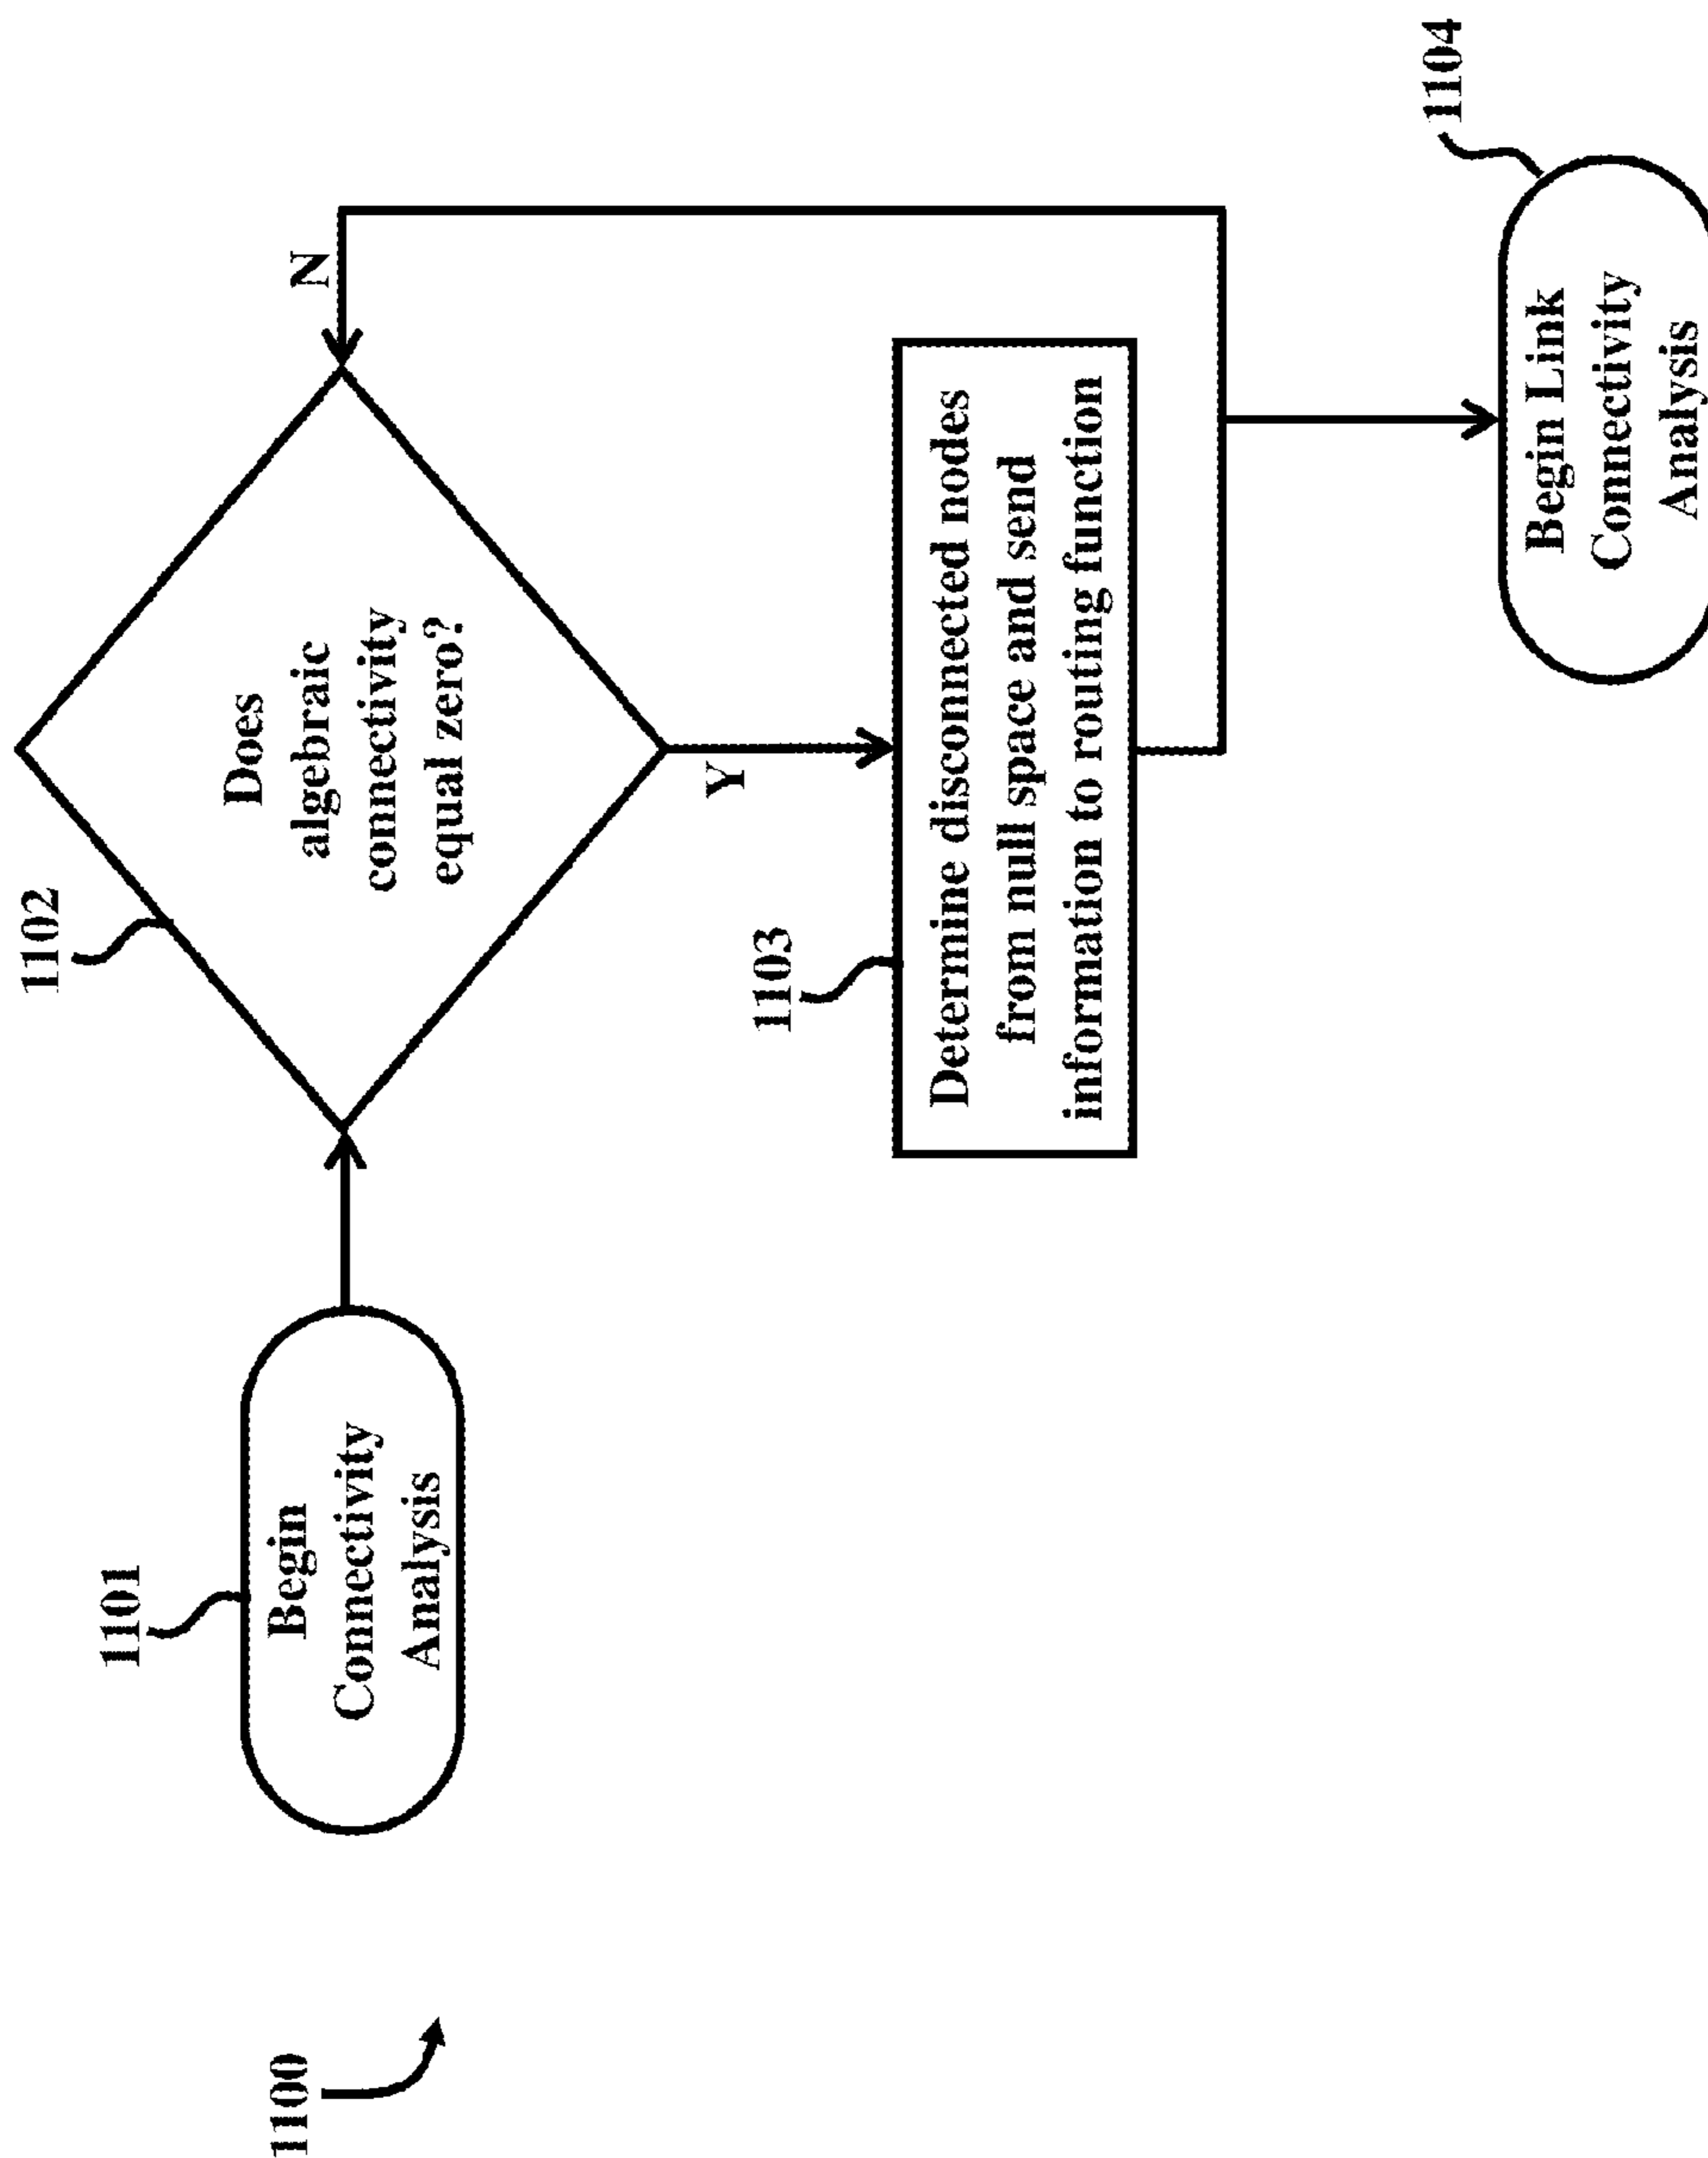 1100
1101
Begin
Connectivity
Analysis
1102
Does
algebraic
connectivity
equal zero?
N
Y
1103
Determine disconnected nodes
from null space and send
information to routing function
1104
Begin Link
Connectivity
Analysis